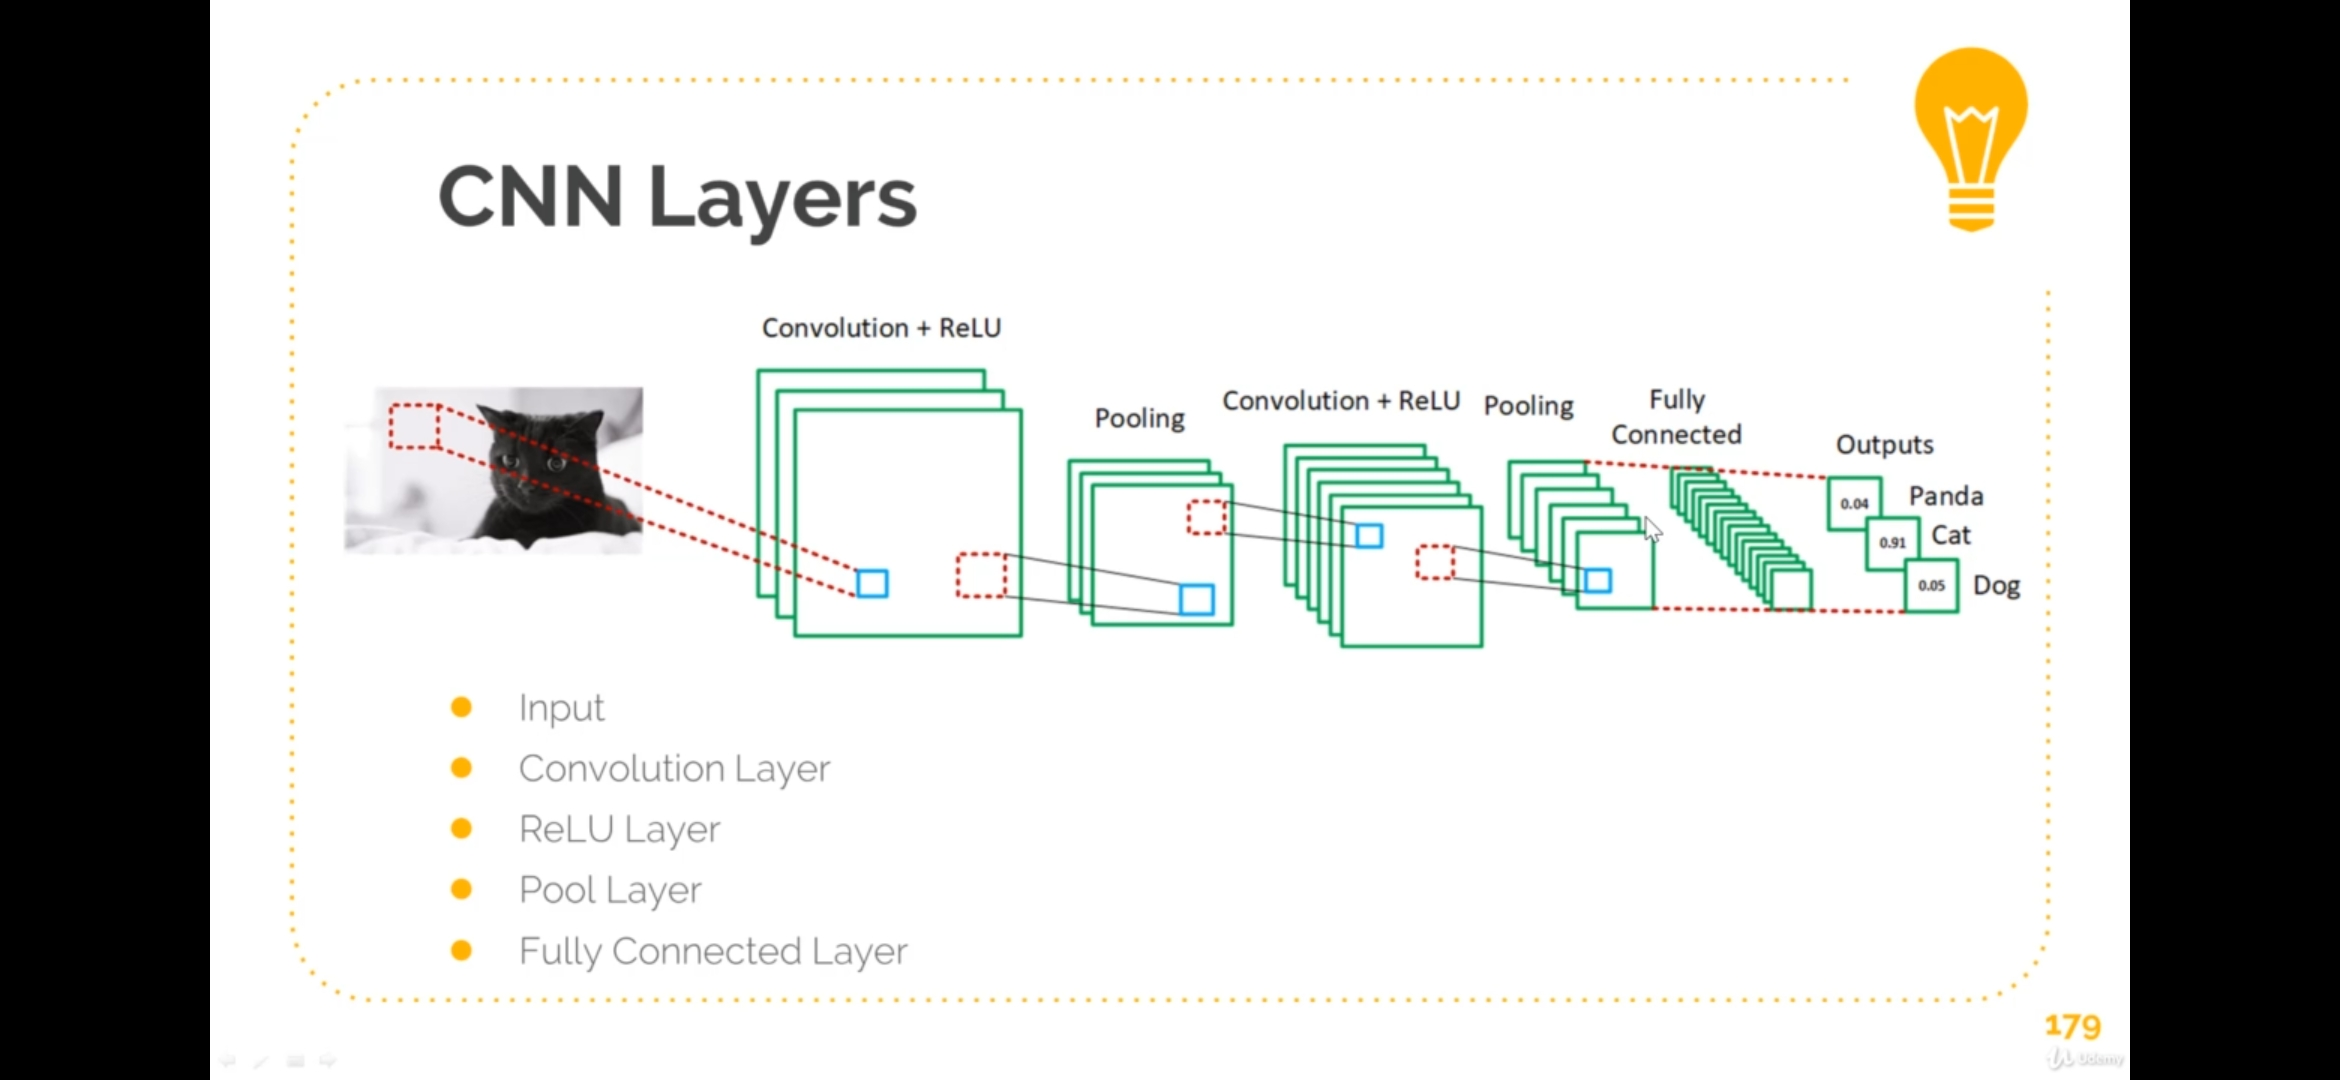 CNN Layers
Convolution + ReLU
Pooling
Convolution + ReLU
Pooling
Fully
Connected
Outputs
0.04
Panda
0.91
Cat
0.05
Dog
Input
Convolution Layer
ReLU Layer
Pool Layer
Fully Connected Layer
179
Udemy